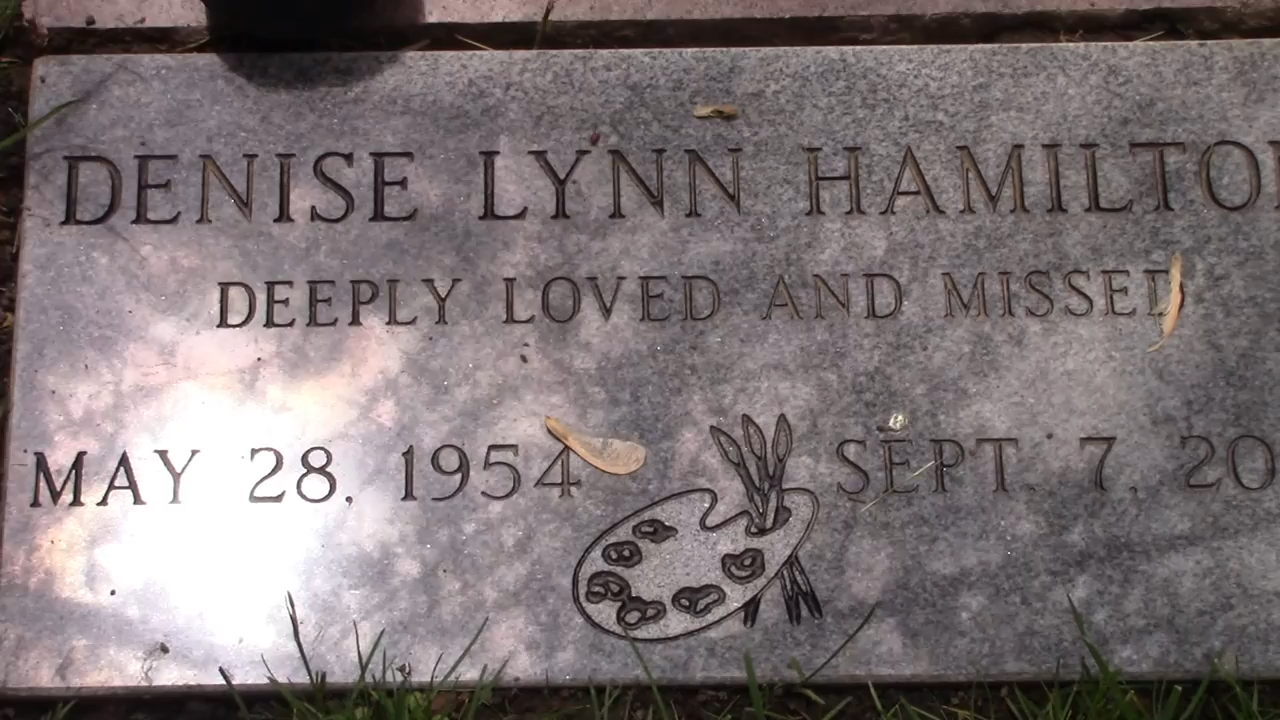 DENISE LYNN HAMILTO
DEEPLY LOVED AND MISSED
MAY 28, 1954 SEPT. 7, 20